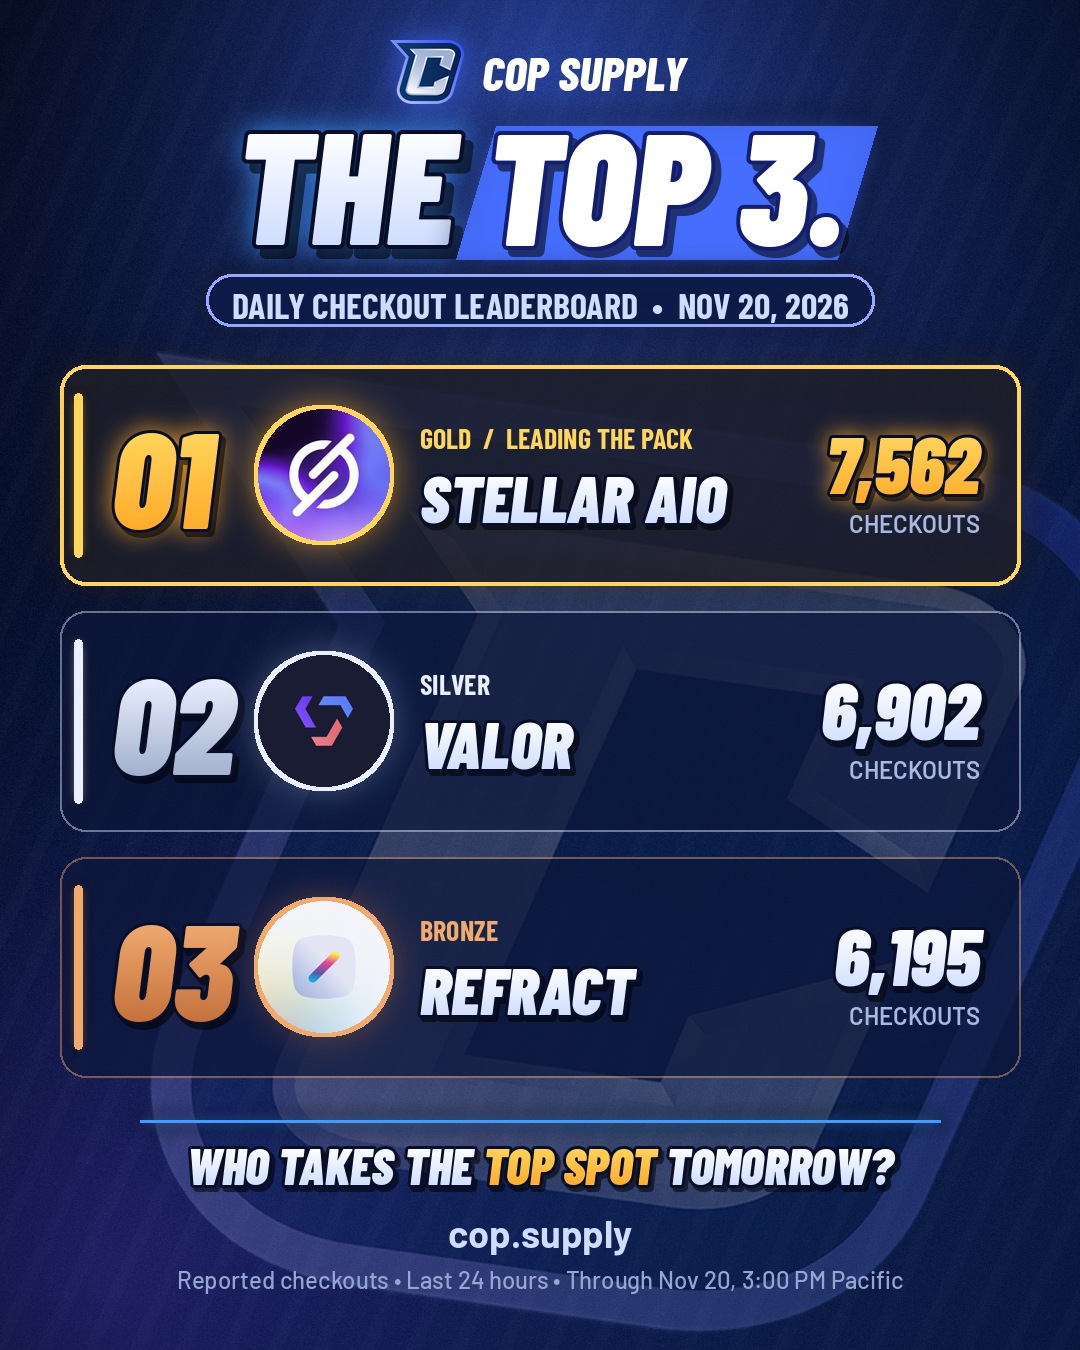 COP SUPPLY
THE TOP 3.
DAILY CHECKOUT LEADERBOARD • NOV 20, 2026
01
GOLD / LEADING THE PACK
STELLAR AIO
7,562
CHECKOUTS
02
SILVER
VALOR
6,902
CHECKOUTS
03
BRONZE
REFRACT
6,195
CHECKOUTS
WHO TAKES THE TOP SPOT TOMORROW?
cop.supply
Reported checkouts • Last 24 hours • Through Nov 20, 3:00 PM Pacific